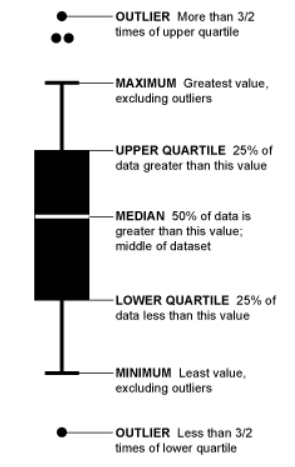 OUTLIER More than 3/2
times of upper quartile
MAXIMUM Greatest value,
excluding outliers
UPPER QUARTILE 25% of
data greater than this value
MEDIAN 50% of data is
greater than this value;
middle of dataset
LOWER QUARTILE 25% of
data less than this value
MINIMUM Least value,
excluding outliers
OUTLIER Less than 3/2
times of lower quartile